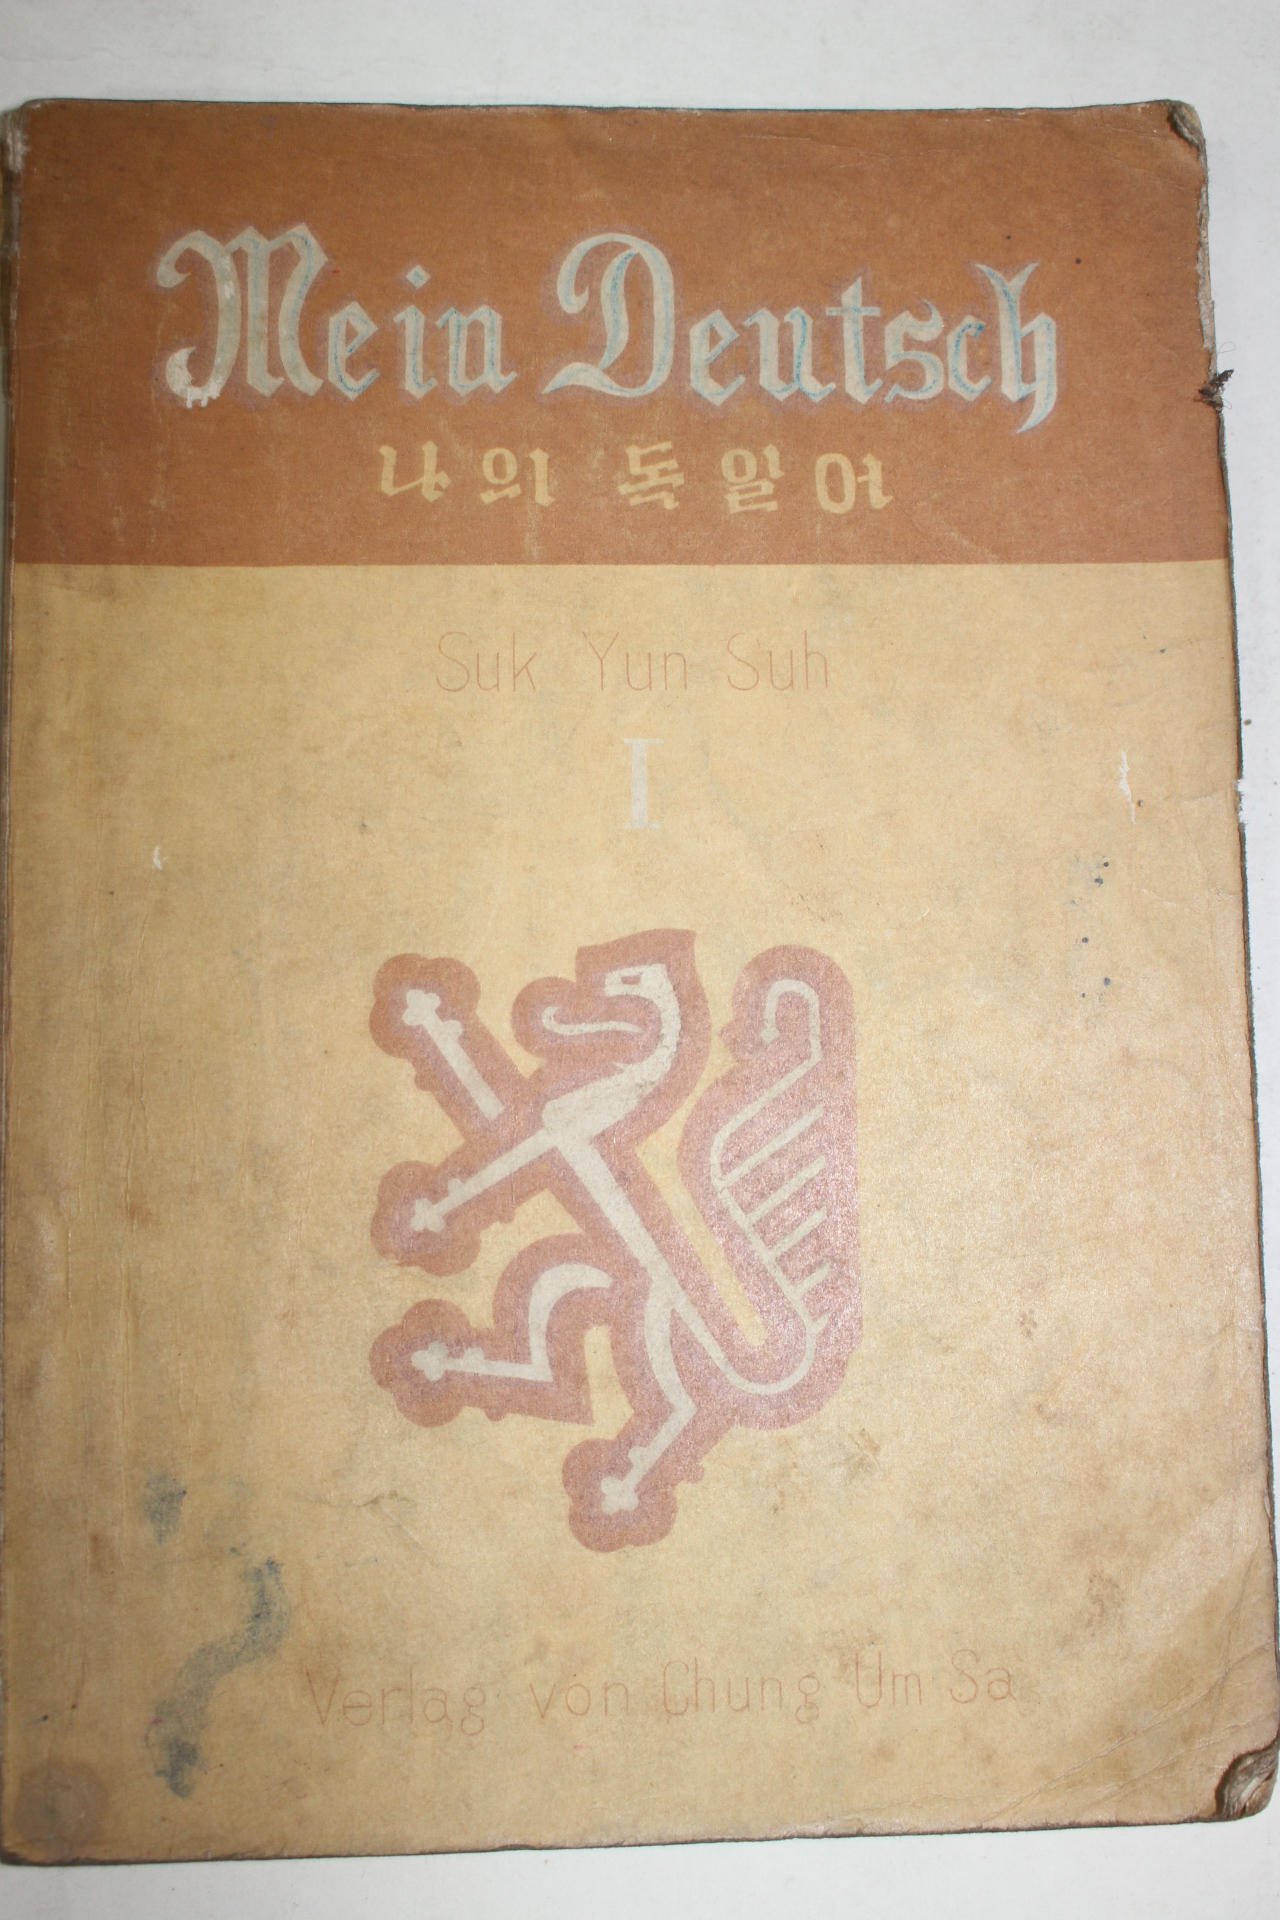 Mein Deutsch
나의 독일어
Suk Yun Suh
I
Verlag von Chung Um Sa